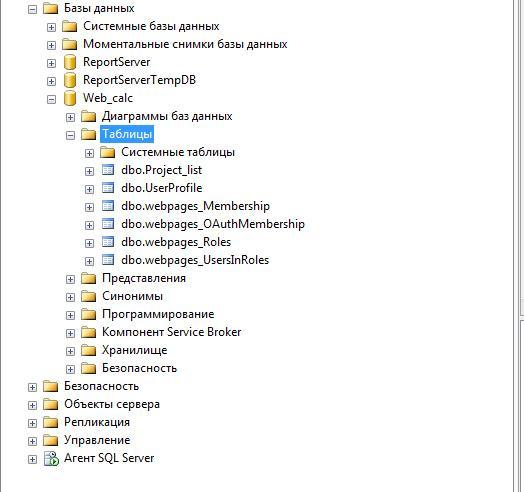 Базы данных
Системные базы данных
Моментальные снимки базы данных
ReportServer
ReportServerTempDB
Web_calc
Диаграммы баз данных
Таблицы
Системные таблицы
dbo.Project_list
dbo.UserProfile
dbo.webpages_Membership
dbo.webpages_OAuthMembership
dbo.webpages_Roles
dbo.webpages_UsersInRoles
Представления
Синонимы
Программирование
Компонент Service Broker
Хранилище
Безопасность
Безопасность
Объекты сервера
Репликация
Управление
Агент SQL Server